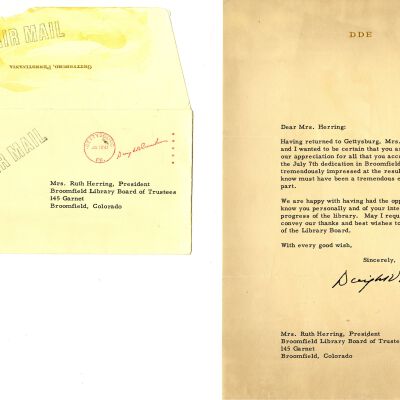 AIR MAIL
GETTYSBURG, PENNSYLVANIA
AIR MAIL
GETTYSBURG
PA.
Mrs. Ruth Herring, President
Broomfield Library Board of Trustees
145 Garnet
Broomfield, Colorado
DDE
Dear Mrs. Herring:
Having returned to Gettysburg, Mrs.
and I wanted to be certain that you are
our appreciation for all that you acc
the July 7th dedication in Broomfield
tremendously impressed at the result
know must have been a tremendous e
part.
We are happy with having had the opp
know you personally and of your inte
progress of the library. May I requ
convey our thanks and best wishes to
of the Library Board.
With every good wish,
Sincerely,
Mrs. Ruth Herring, President
Broomfield Library Board of Trustee
145 Garnet
Broomfield, Colorado